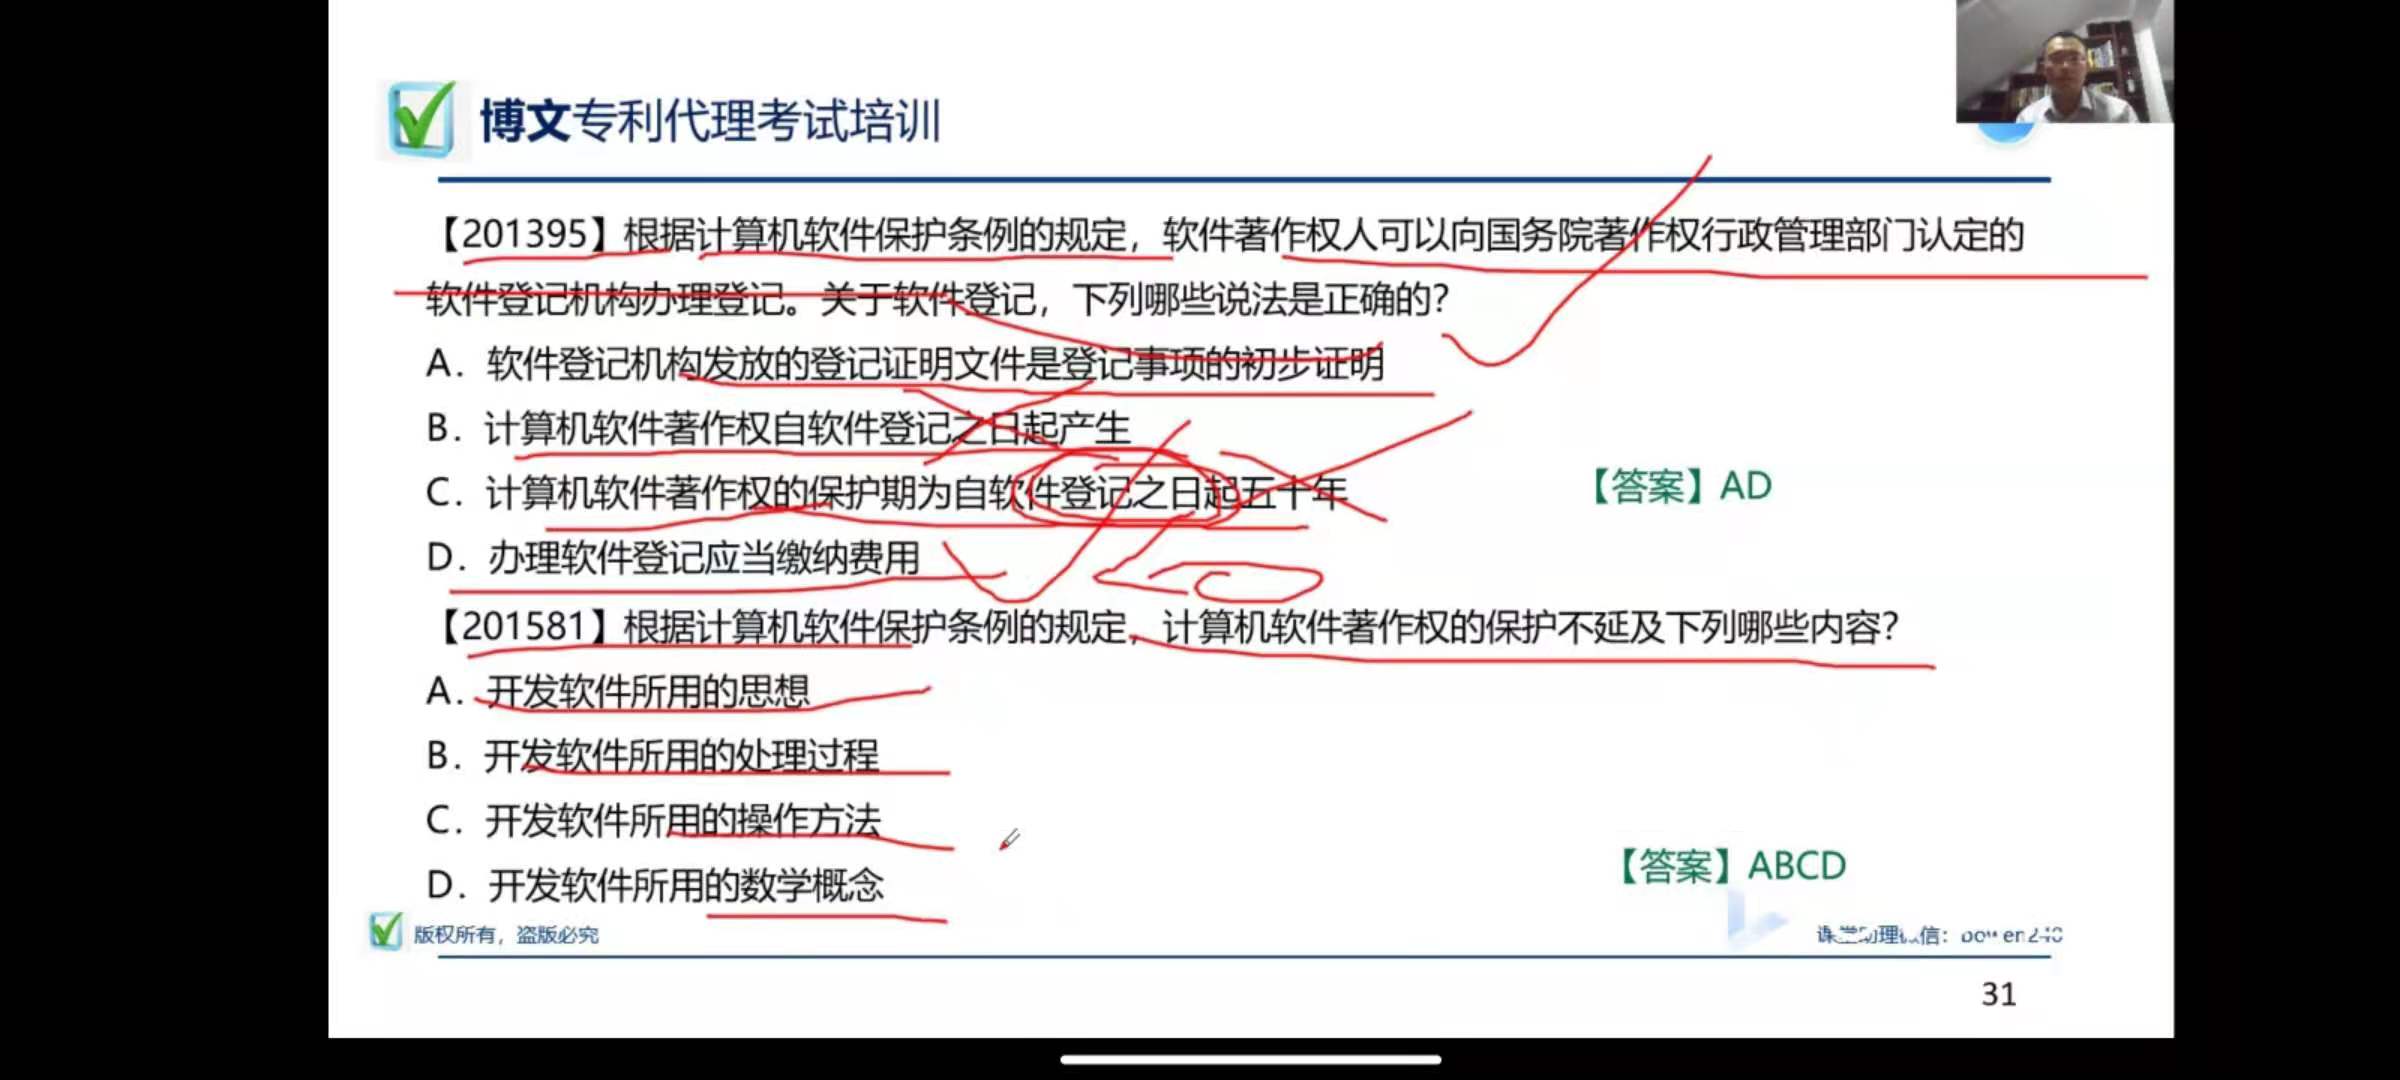 博文专利代理考试培训
【201395】根据计算机软件保护条例的规定，软件著作权人可以向国务院著作权行政管理部门认定的
软件登记机构办理登记。关于软件登记，下列哪些说法是正确的？
A．软件登记机构发放的登记证明文件是登记事项的初步证明
B．计算机软件著作权自软件登记之日起产生
C．计算机软件著作权的保护期为自软件登记之日起五十年
【答案】AD
D．办理软件登记应当缴纳费用
【201581】根据计算机软件保护条例的规定，计算机软件著作权的保护不延及下列哪些内容？
A．开发软件所用的思想
B．开发软件所用的处理过程
C．开发软件所用的操作方法
D．开发软件所用的数学概念
【答案】ABCD
版权所有，盗版必究
31